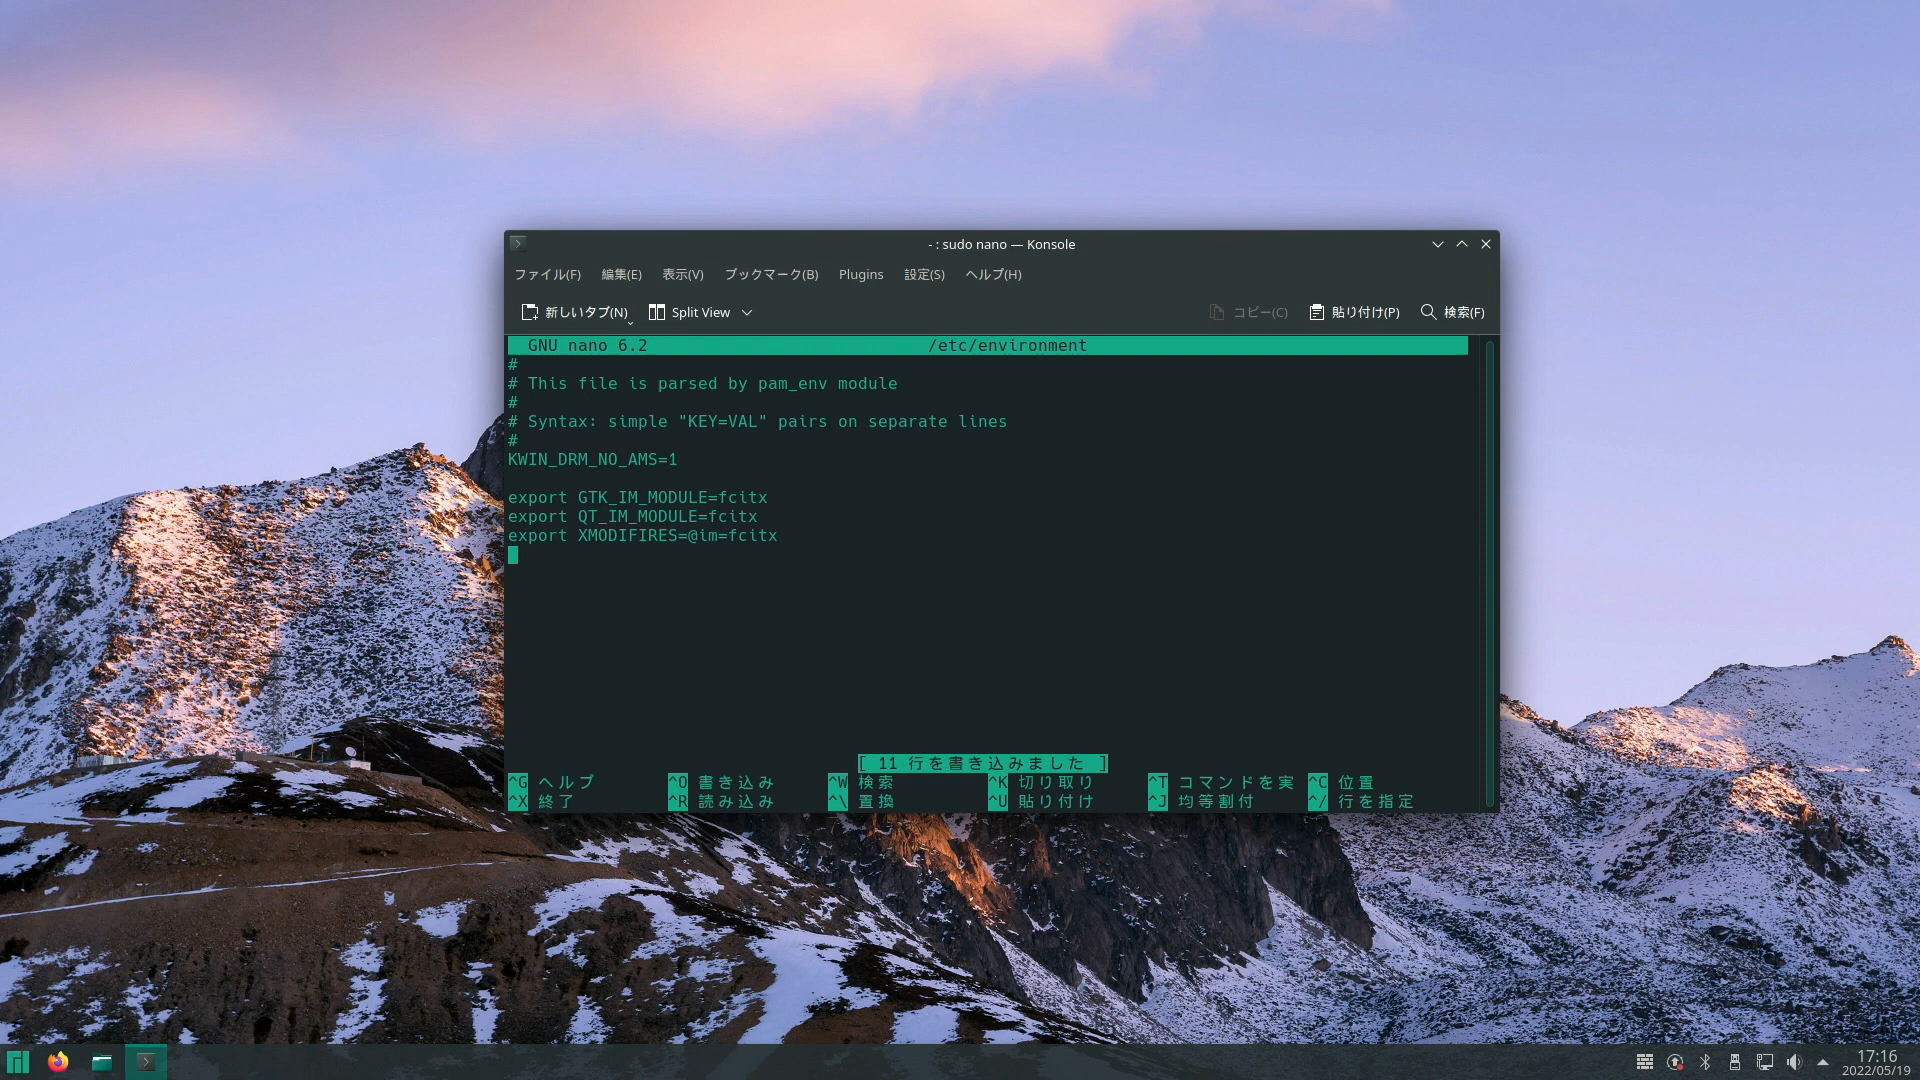 - : sudo nano — Konsole
ファイル(F) 編集(E) 表示(V) ブックマーク(B) Plugins 設定(S) ヘルプ(H)
新しいタブ(N) Split View コピー(C) 貼り付け(P) 検索(F)
GNU nano 6.2 /etc/environment
#
# This file is parsed by pam_env module
#
# Syntax: simple "KEY=VAL" pairs on separate lines
#
KWIN_DRM_NO_AMS=1
export GTK_IM_MODULE=fcitx
export QT_IM_MODULE=fcitx
export XMODIFIRES=@im=fcitx
[ 11 行を書き込みました ]
^G ヘルプ ^O 書き込み ^W 検索 ^K 切り取り ^T コマンドを実 ^C 位置
^X 終了 ^R 読み込み ^\ 置換 ^U 貼り付け ^J 均等割付 ^/ 行を指定
17:16
2022/05/19